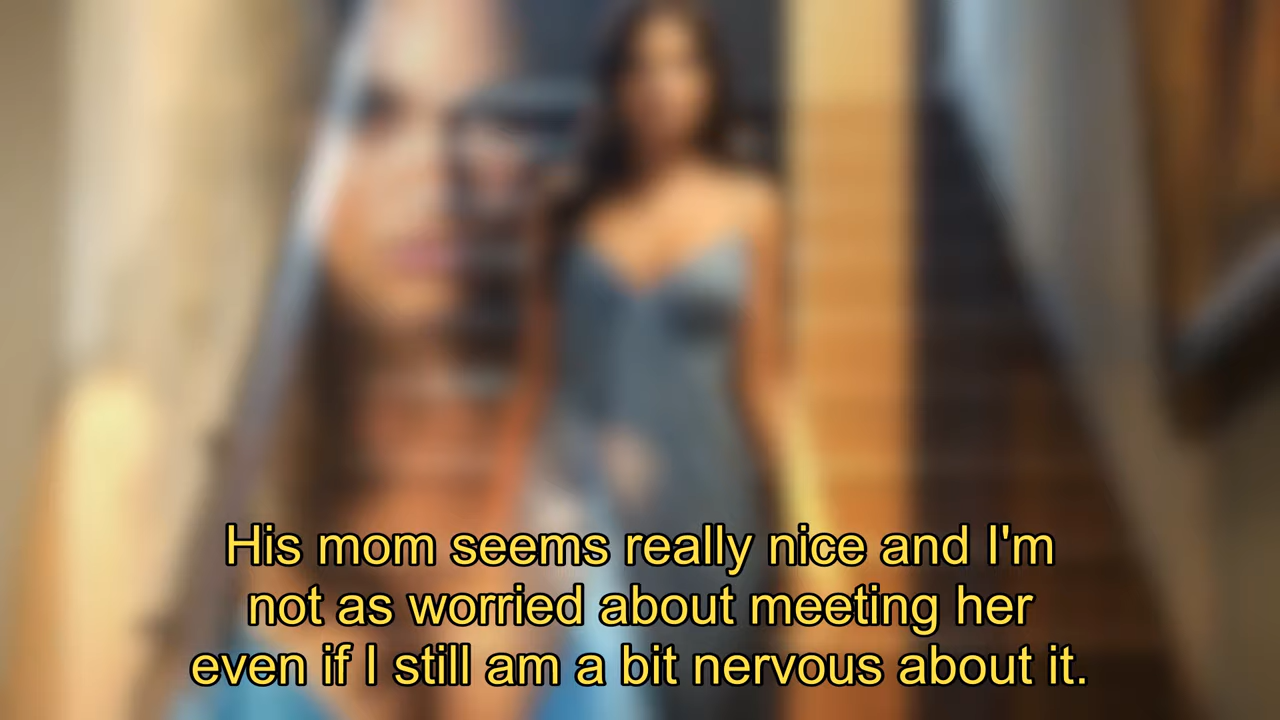 His mom seems really nice and I'm
not as worried about meeting her
even if I still am a bit nervous about it.